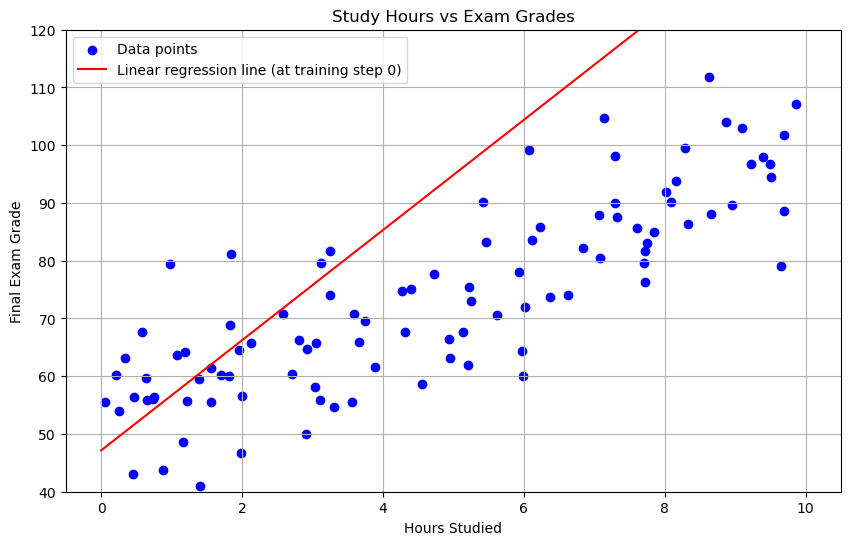 Study Hours vs Exam Grades
120
110
100
90
80
70
60
50
40
Final Exam Grade
Data points
Linear regression line (at training step 0)
0 2 4 6 8 10
Hours Studied